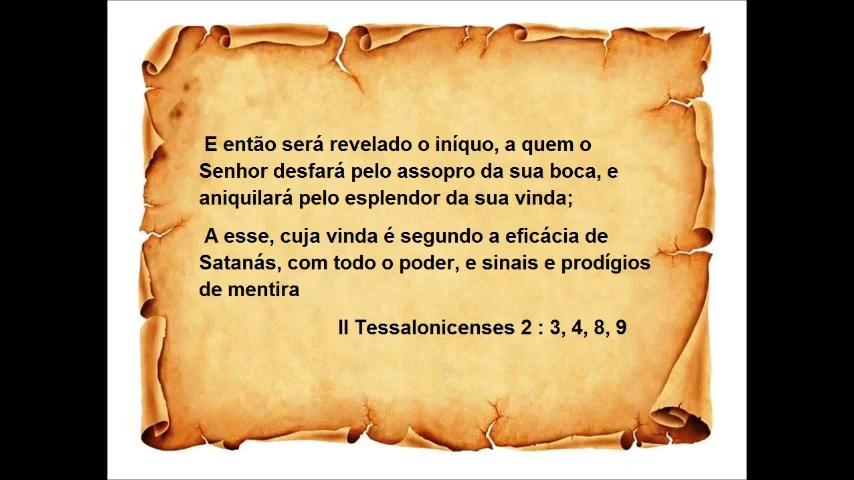 E então será revelado o iníquo, a quem o
Senhor desfará pelo assopro da sua boca, e
aniquilará pelo esplendor da sua vinda;
A esse, cuja vinda é segundo a eficácia de
Satanás, com todo o poder, e sinais e prodígios
de mentira
II Tessalonicenses 2 : 3, 4, 8, 9